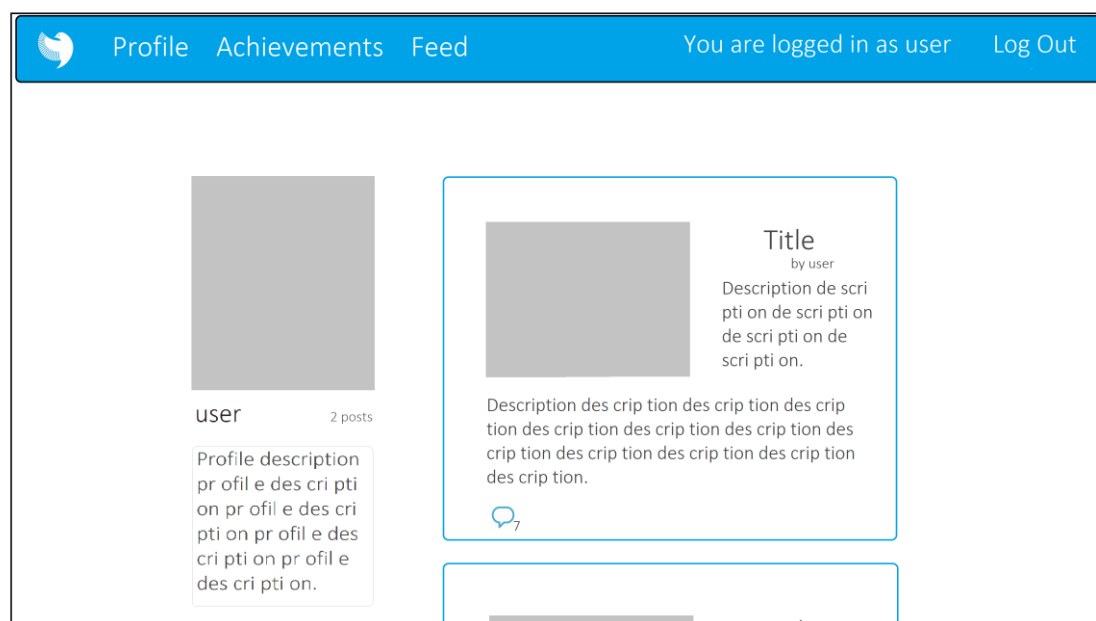 Profile Achievements Feed You are logged in as user Log Out
user 2 posts
Profile description
pr ofil e des cri pti
on pr ofil e des cri
pti on pr ofil e des
cri pti on pr ofil e
des cri pti on.
Title
by user
Description de scri
pti on de scri pti on
de scri pti on de
scri pti on.
Description des crip tion des crip tion des crip
tion des crip tion des crip tion des crip tion des
crip tion des crip tion des crip tion des crip tion
des crip tion.
7